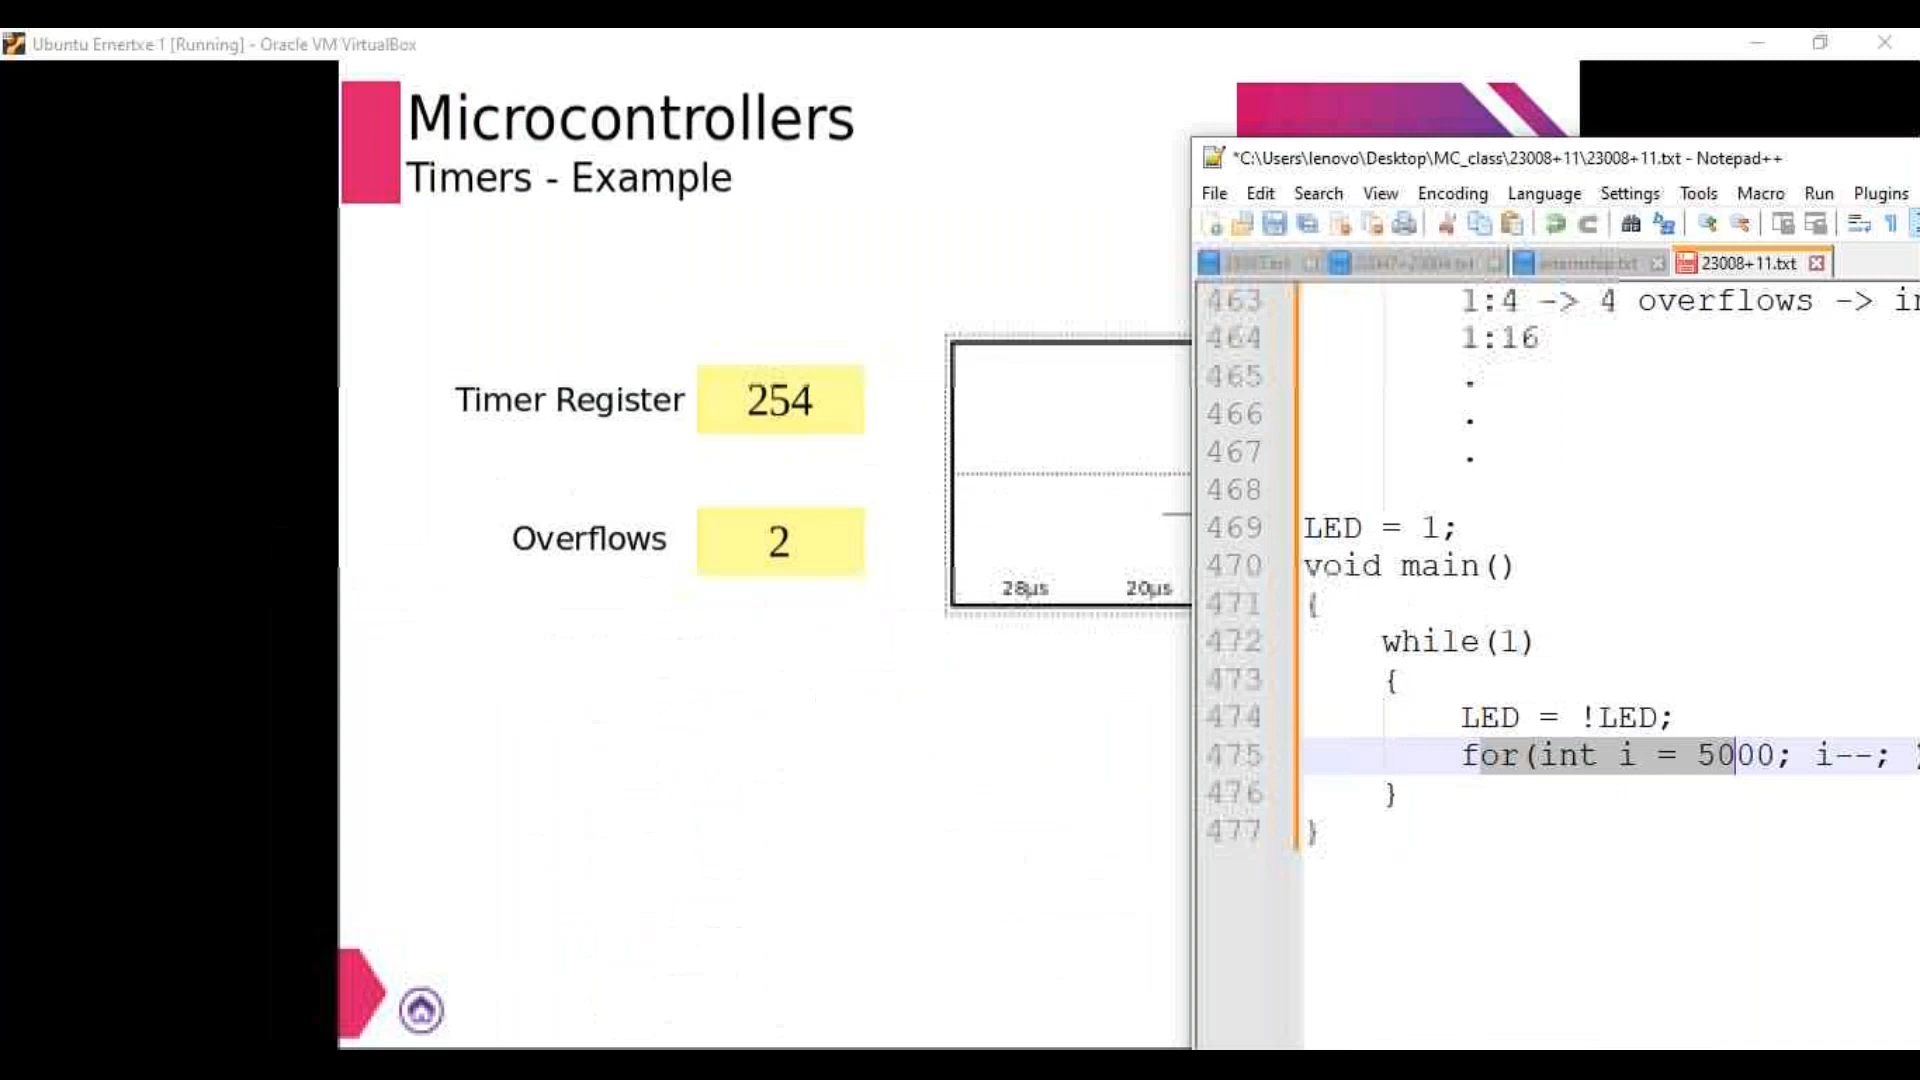 Ubuntu Emertxe 1 [Running] - Oracle VM VirtualBox
Microcontrollers
Timers - Example
Timer Register 254
Overflows 2
28µs 20µs
*C:\Users\lenovo\Desktop\MC_class\23008+11\23008+11.txt - Notepad++
File Edit Search View Encoding Language Settings Tools Macro Run Plugins
23008+11.txt
463 1:4 -> 4 overflows -> in
464 1:16
465 .
466 .
467 .
468
469 LED = 1;
470 void main()
471 {
472 while(1)
473 {
474 LED = !LED;
475 for(int i = 5000; i--; )
476 }
477 }